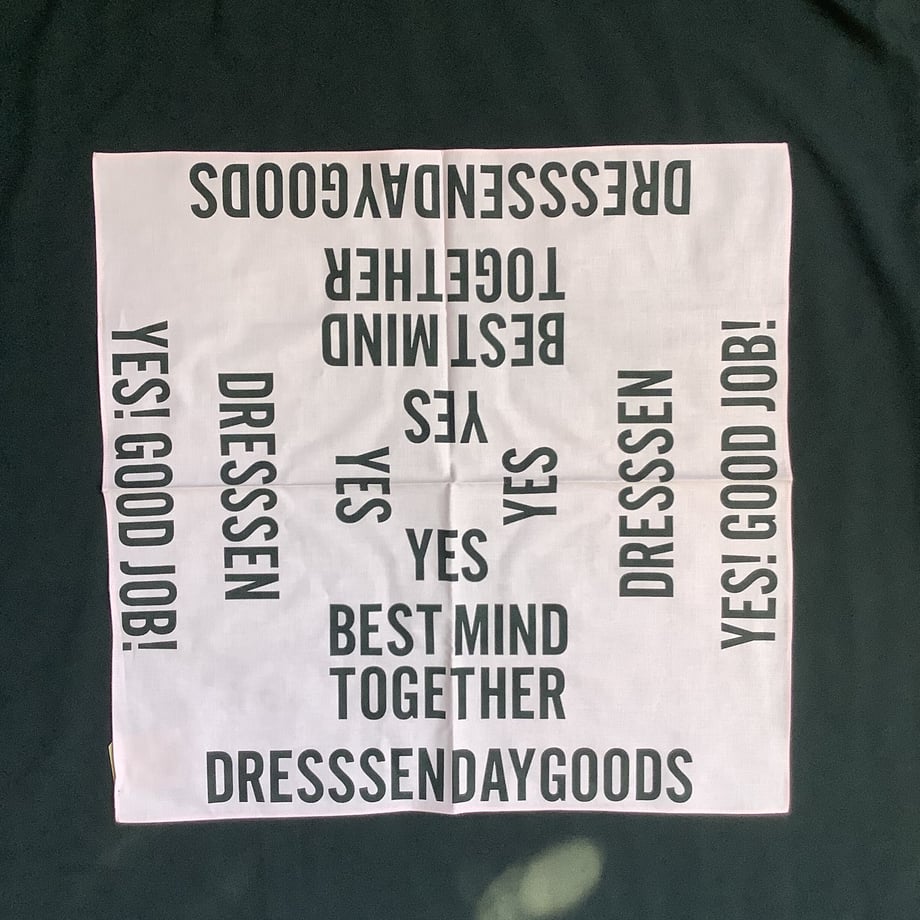 DRESSSENDAYGOODS
BEST MIND
TOGETHER
YES
YES! GOOD JOB!
DRESSSEN
YES
YES
DRESSSEN
YES! GOOD JOB!
YES
BEST MIND
TOGETHER
DRESSSENDAYGOODS